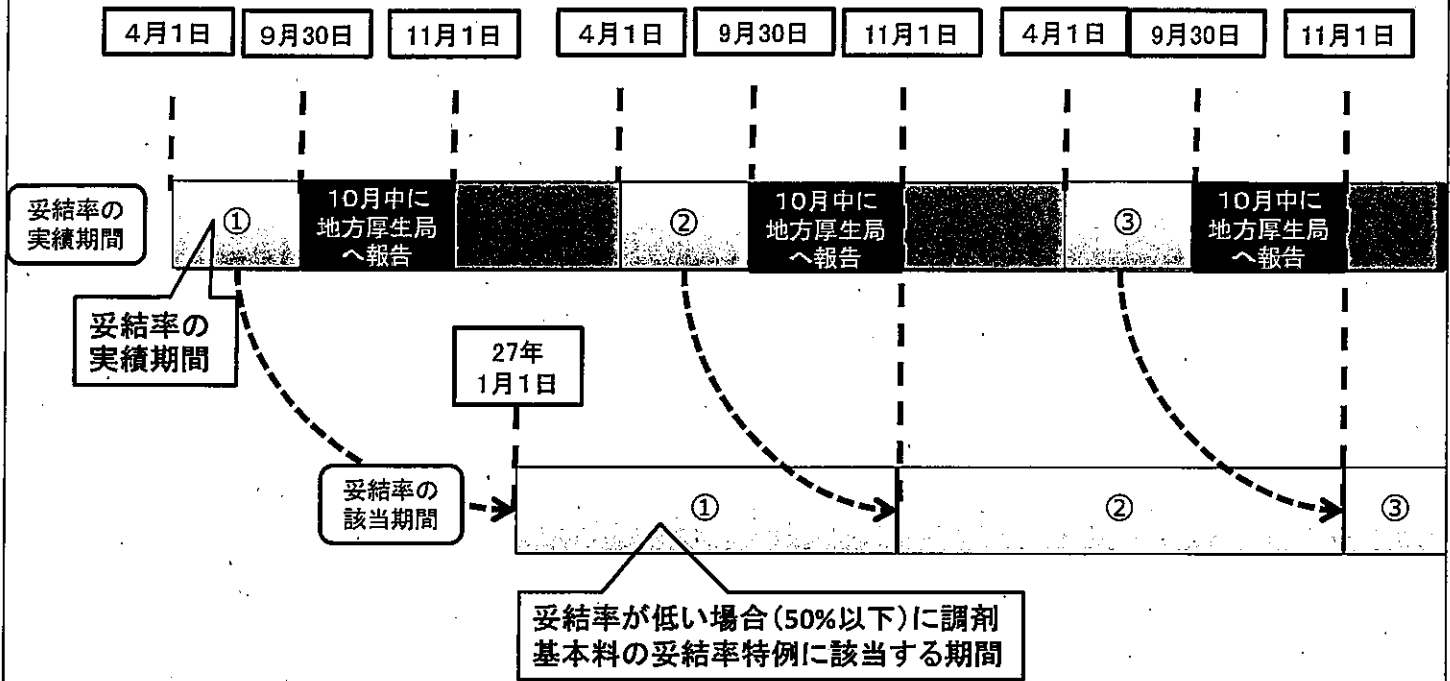 4月1日
9月30日
11月1日
4月1日
9月30日
11月1日
4月1日
9月30日
11月1日
妥結率の
実績期間
①
10月中に
地方厚生局
へ報告
②
10月中に
地方厚生局
へ報告
③
10月中に
地方厚生局
へ報告
妥結率の
実績期間
27年
1月1日
妥結率の
該当期間
①
②
③
妥結率が低い場合(50%以下)に調剤
基本料の妥結率特例に該当する期間